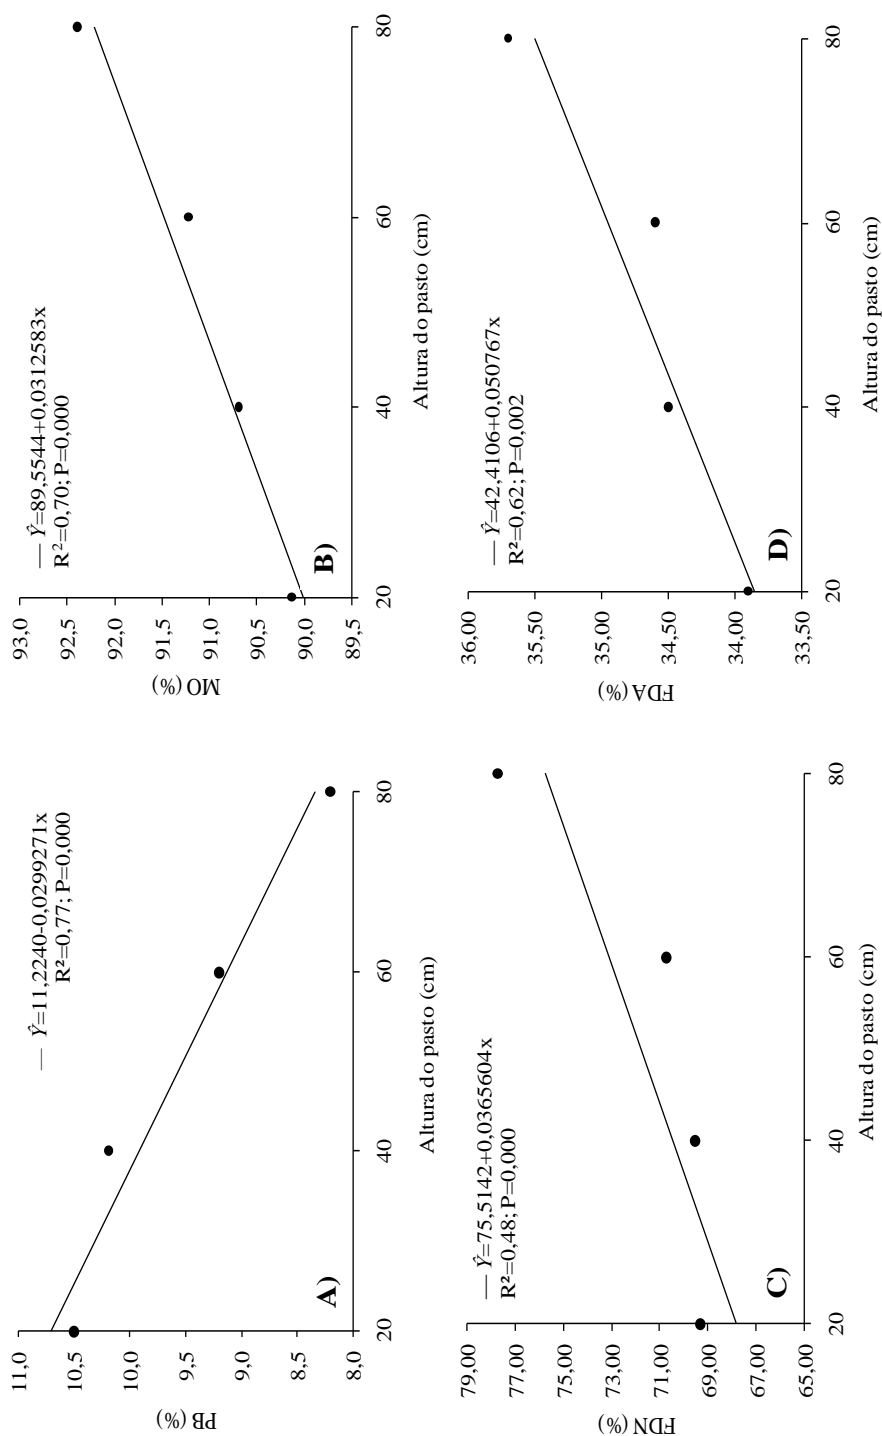 PB (%)
11,0
10,5
10,0
9,5
9,0
8,5
8,0
20
40
60
80
Altura do pasto (cm)
— Ŷ=11,2240-0,0299271x
R²=0,77; P=0,000
A)
MO (%)
93,0
92,5
92,0
91,5
91,0
90,5
90,0
89,5
20
40
60
80
Altura do pasto (cm)
— Ŷ=89,5544+0,0312583x
R²=0,70; P=0,000
B)
FDN (%)
79,00
77,00
75,00
73,00
71,00
69,00
67,00
65,00
20
40
60
80
Altura do pasto (cm)
— Ŷ=75,5142+0,0365604x
R²=0,48; P=0,000
C)
FDA (%)
36,00
35,50
35,00
34,50
34,00
33,50
20
40
60
80
Altura do pasto (cm)
— Ŷ=42,4106+0,050767x
R²=0,62; P=0,002
D)